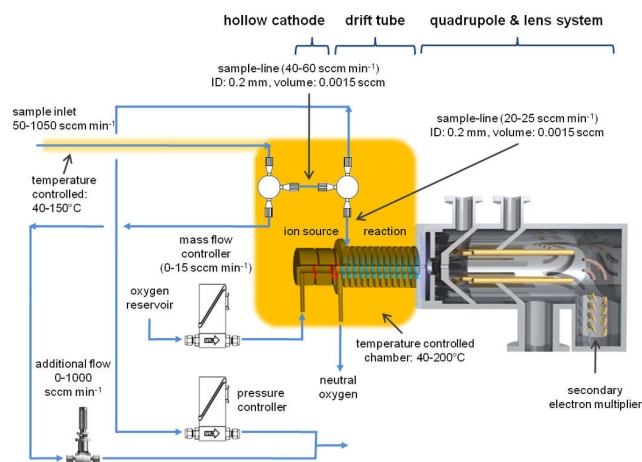 hollow cathode
drift tube
quadrupole & lens system
sample-line (40-60 sccm min⁻¹)
ID: 0.2 mm, volume: 0.0015 sccm
sample inlet
50-1050 sccm min⁻¹
sample-line (20-25 sccm min⁻¹)
ID: 0.2 mm, volume: 0.0015 sccm
temperature
controlled:
40-150°C
mass flow
controller
(0-15 sccm min⁻¹)
ion source
reaction
oxygen
reservoir
temperature controlled
chamber: 40-200°C
additional flow
0-1000
sccm min⁻¹
neutral
oxygen
pressure
controller
secondary
electron multiplier